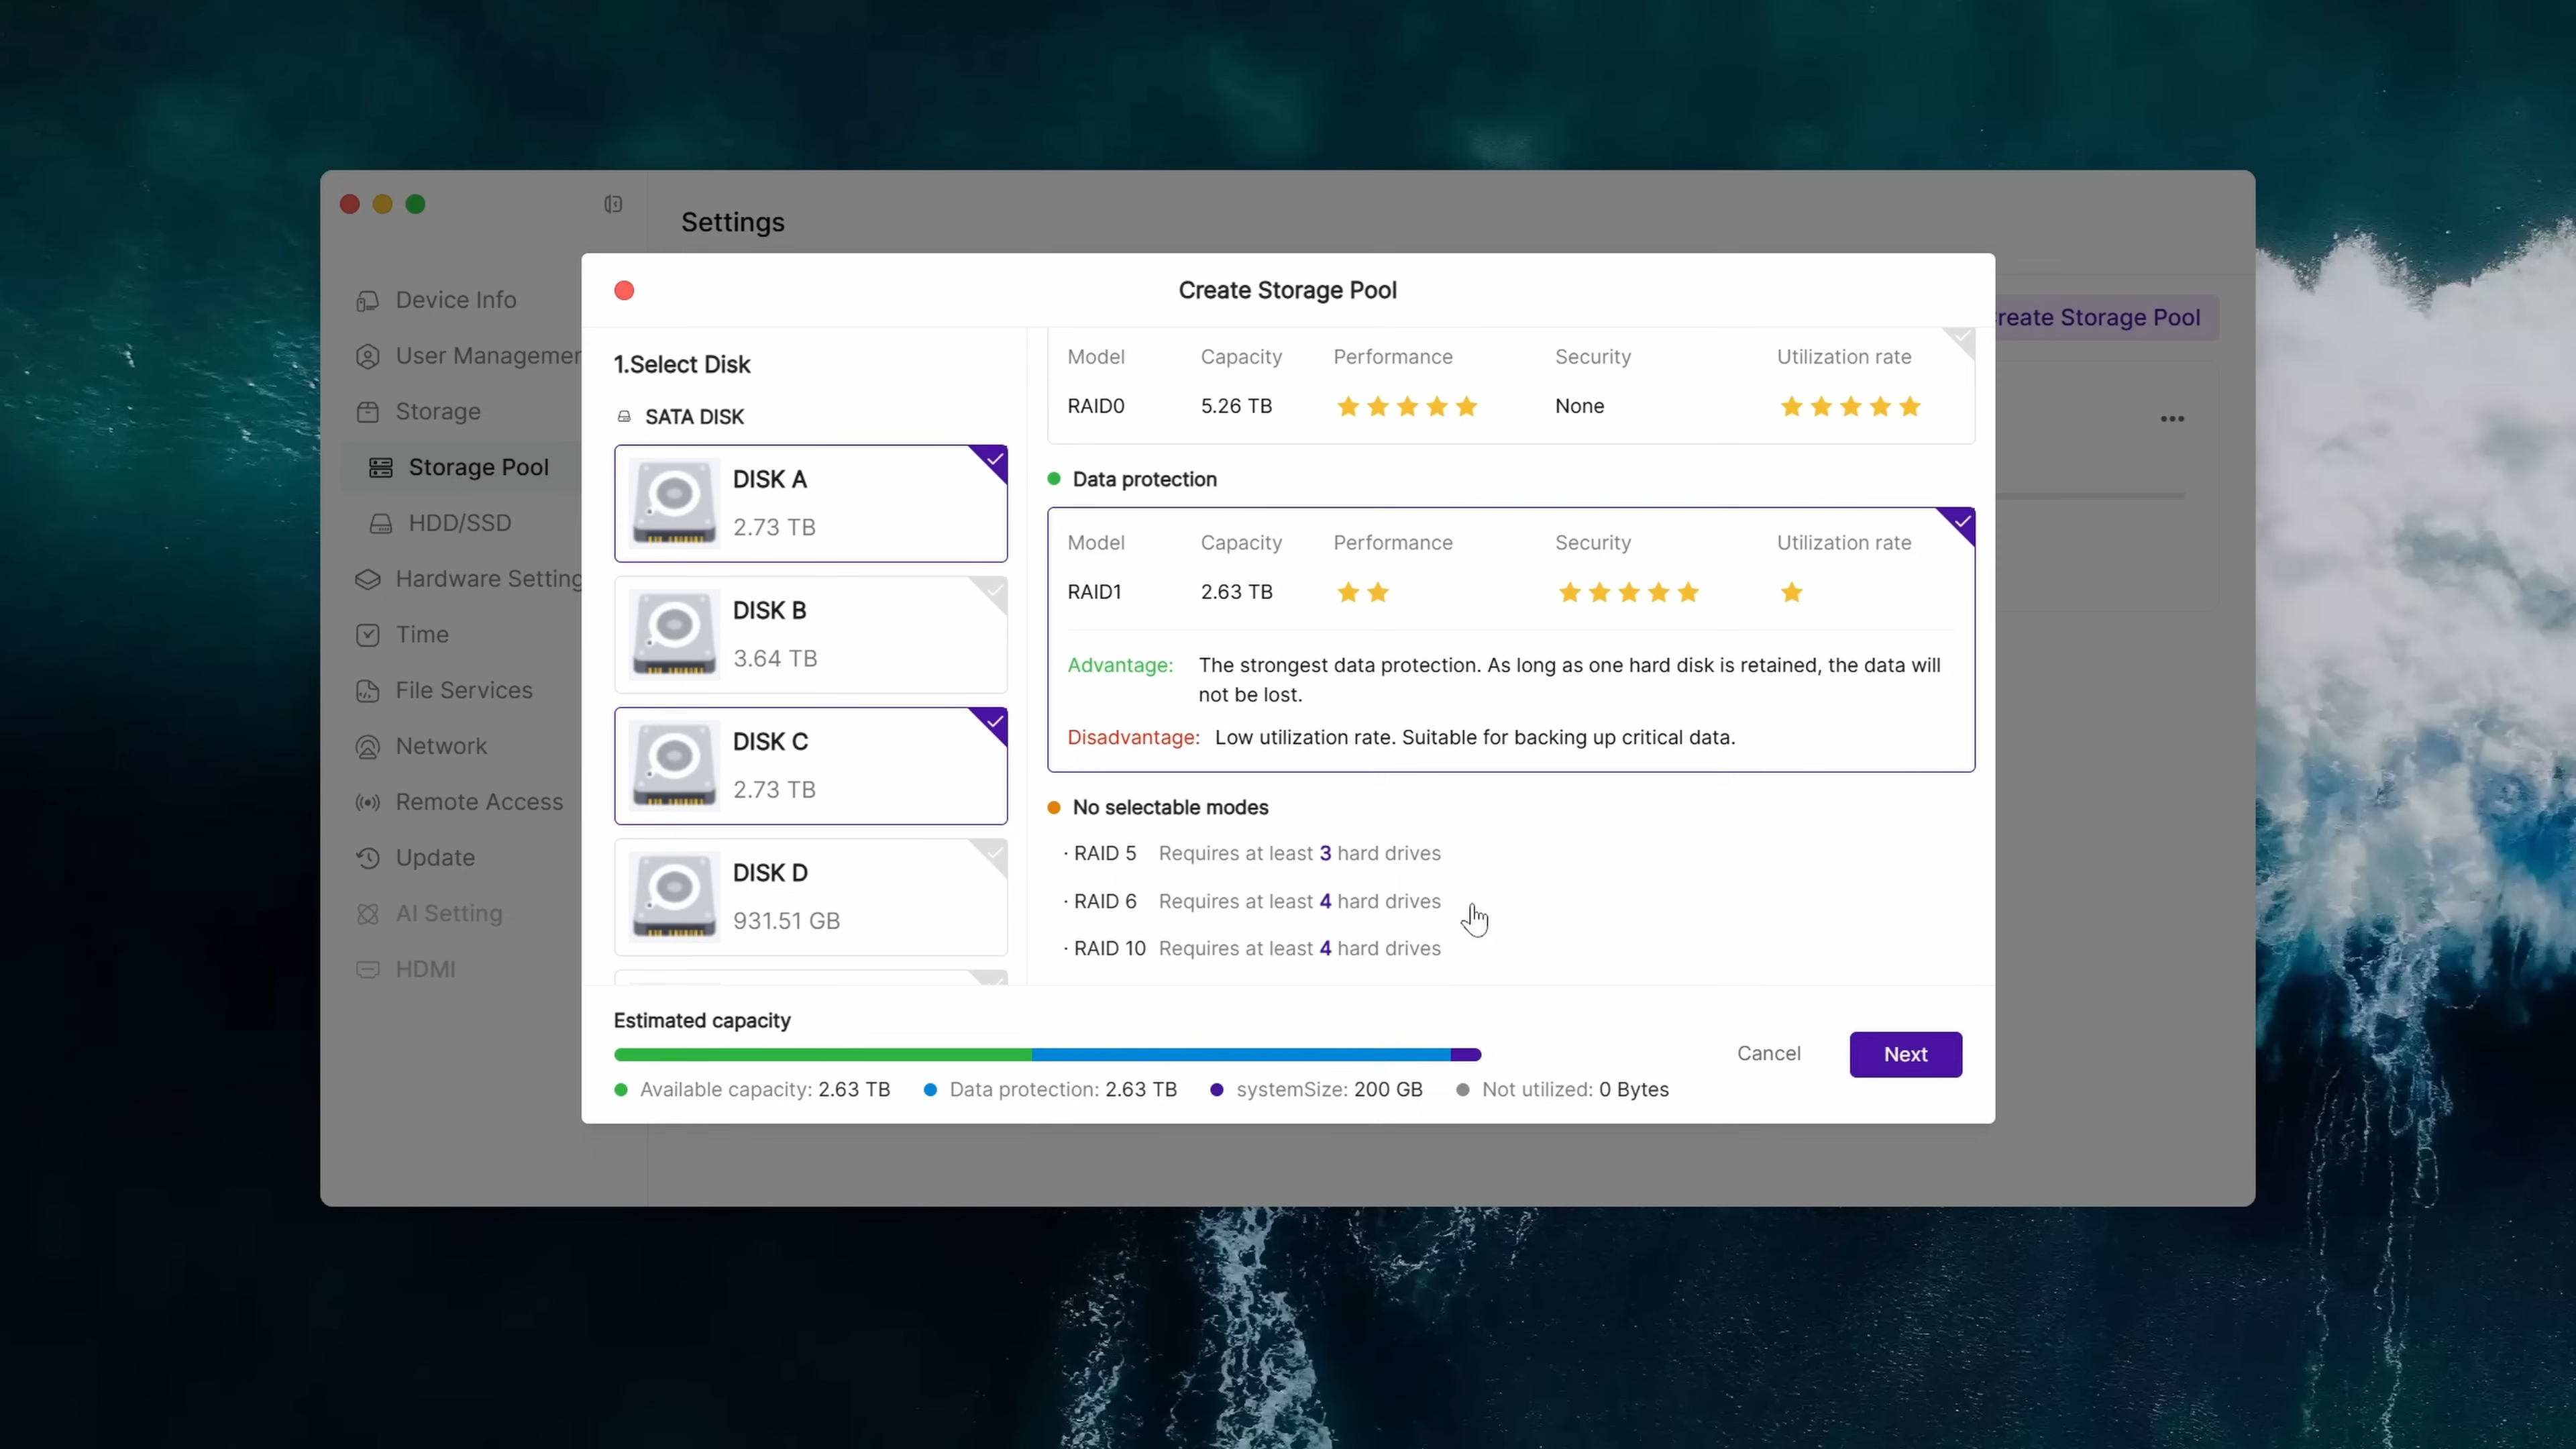 Settings
Device Info
User Managemen
Storage
Storage Pool
HDD/SSD
Hardware Setting
Time
File Services
Network
Remote Access
Update
AI Setting
HDMI
reate Storage Pool
Create Storage Pool
1.Select Disk
SATA DISK
DISK A
2.73 TB
DISK B
3.64 TB
DISK C
2.73 TB
DISK D
931.51 GB
Model Capacity Performance Security Utilization rate
RAID0 5.26 TB None
Data protection
Model Capacity Performance Security Utilization rate
RAID1 2.63 TB
Advantage: The strongest data protection. As long as one hard disk is retained, the data will
not be lost.
Disadvantage: Low utilization rate. Suitable for backing up critical data.
No selectable modes
· RAID 5 Requires at least 3 hard drives
· RAID 6 Requires at least 4 hard drives
· RAID 10 Requires at least 4 hard drives
Estimated capacity
Available capacity: 2.63 TB Data protection: 2.63 TB systemSize: 200 GB Not utilized: 0 Bytes
Cancel
Next